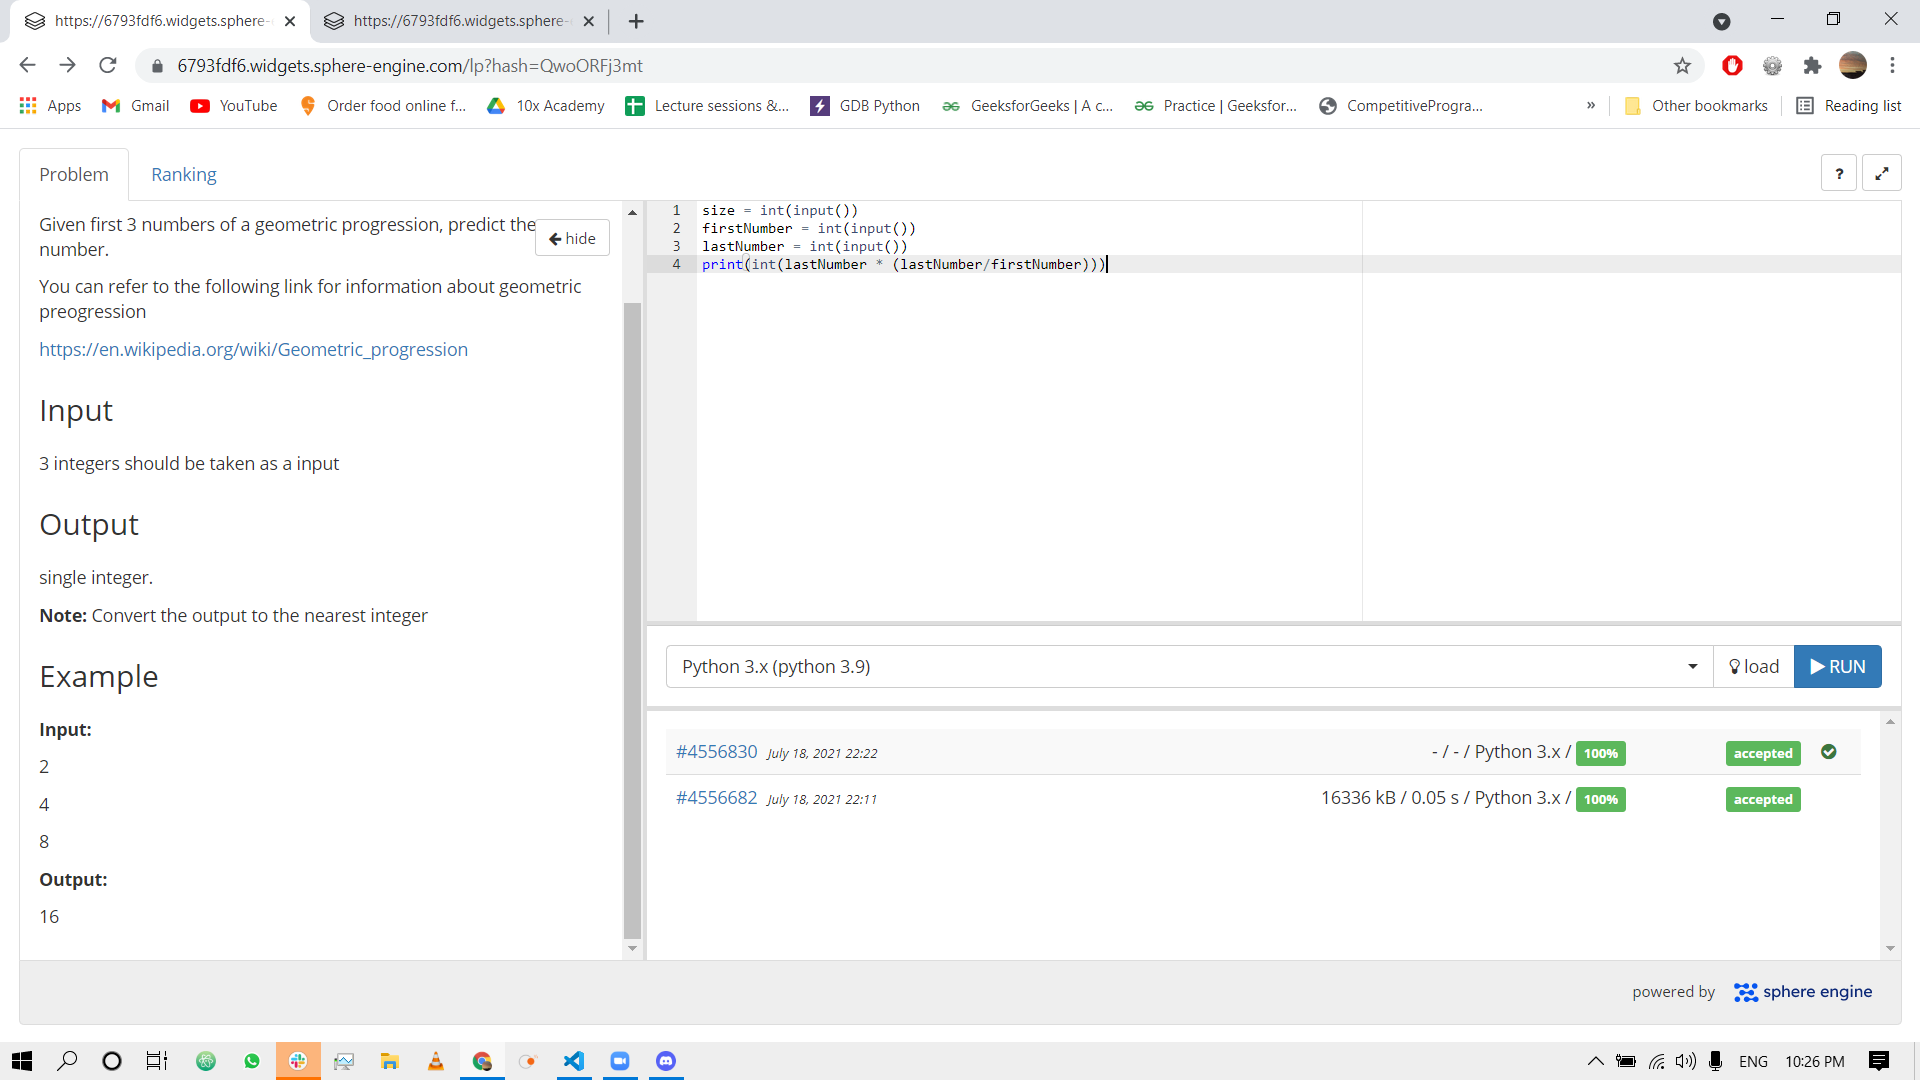 https://6793fdf6.widgets.sphere-
https://6793fdf6.widgets.sphere-
6793fdf6.widgets.sphere-engine.com/lp?hash=QwoORFj3mt
Apps Gmail YouTube Order food online f... 10x Academy Lecture sessions &... GDB Python GeeksforGeeks | A c... Practice | Geeksfor... CompetitiveProgra... » Other bookmarks Reading list
Problem Ranking ?
Given first 3 numbers of a geometric progression, predict the
number.
hide
You can refer to the following link for information about geometric
preogression
https://en.wikipedia.org/wiki/Geometric_progression
Input
3 integers should be taken as a input
Output
single integer.
Note: Convert the output to the nearest integer
Example
Input:
2
4
8
Output:
16
1 size = int(input())
2 firstNumber = int(input())
3 lastNumber = int(input())
4 print(int(lastNumber * (lastNumber/firstNumber)))
Python 3.x (python 3.9) load RUN
#4556830 July 18, 2021 22:22 - / - / Python 3.x / 100% accepted
#4556682 July 18, 2021 22:11 16336 kB / 0.05 s / Python 3.x / 100% accepted
powered by sphere engine
ENG 10:26 PM